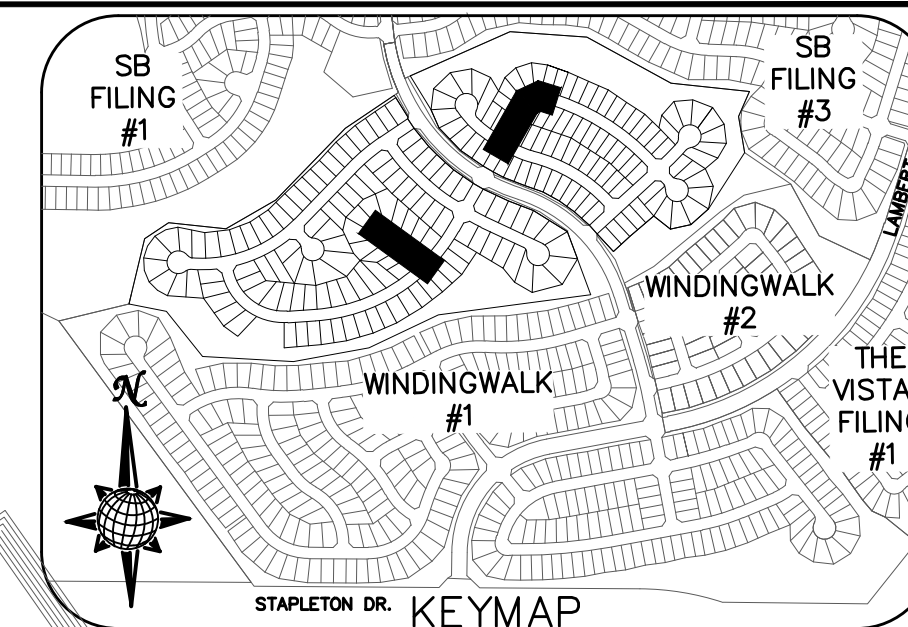 SB
FILING
#1
SB
FILING
#3
LAMBERT
WINDINGWALK
#2
THE
VISTA
FILING
#1
WINDINGWALK
#1
N
STAPLETON DR.
KEYMAP